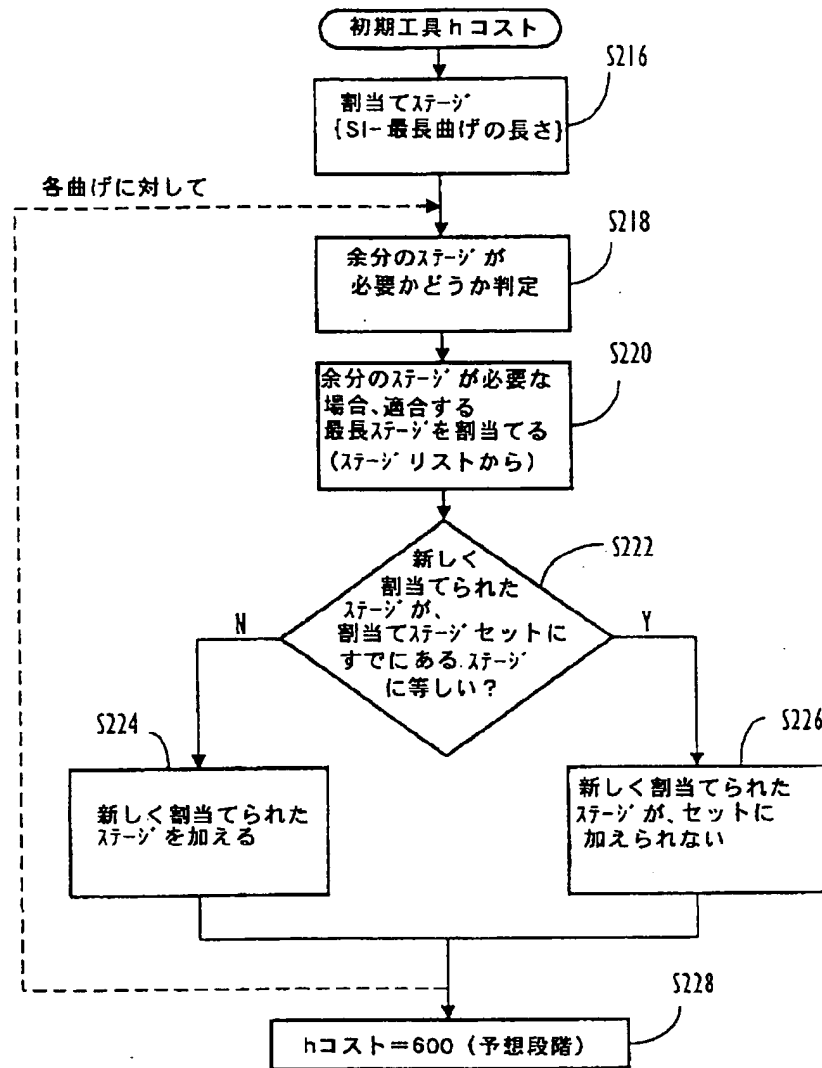 初期工具hコスト
S216
割当てステージ
{SI-最長曲げの長さ}
各曲げに対して
S218
余分のステージが
必要かどうか判定
S220
余分のステージが必要な
場合、適合する
最長ステージを割当てる
(ステージリストから)
S222
新しく
割当てられた
ステージが、
割当てステージセットに
すでにある.ステージ
に等しい?
N
Y
S224
新しく割当てられた
ステージを加える
S226
新しく割当てられた
ステージが、セットに
加えられない
S228
hコスト=600(予想段階)